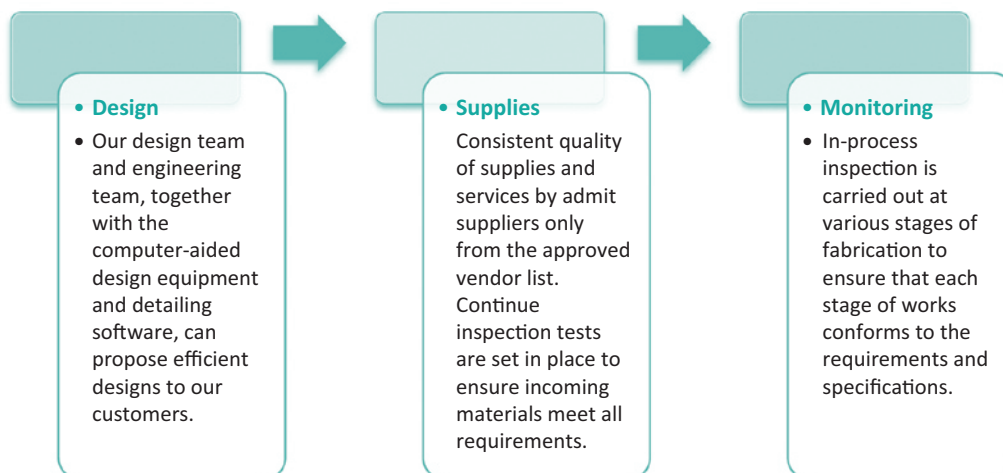 • Design
• Our design team
and engineering
team, together
with the
computer-aided
design equipment
and detailing
software, can
propose efficient
designs to our
customers.
• Supplies
Consistent quality
of supplies and
services by admit
suppliers only
from the approved
vendor list.
Continue
inspection tests
are set in place to
ensure incoming
materials meet all
requirements.
• Monitoring
• In-process
inspection is
carried out at
various stages of
fabrication to
ensure that each
stage of works
conforms to the
requirements and
specifications.